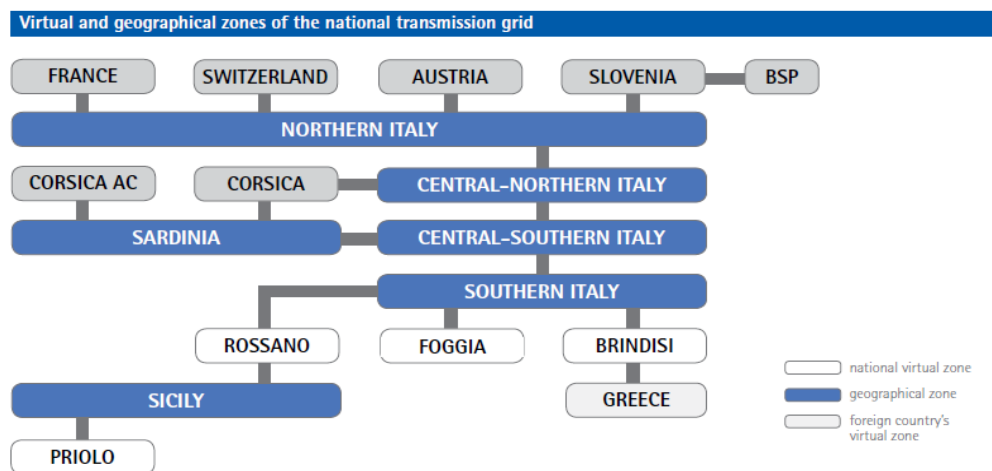 Virtual and geographical zones of the national transmission grid
FRANCE
SWITZERLAND
AUSTRIA
SLOVENIA
BSP
NORTHERN ITALY
CORSICA AC
CORSICA
CENTRAL–NORTHERN ITALY
SARDINIA
CENTRAL–SOUTHERN ITALY
SOUTHERN ITALY
ROSSANO
FOGGIA
BRINDISI
national virtual zone
SICILY
GREECE
geographical zone
foreign country's
virtual zone
PRIOLO